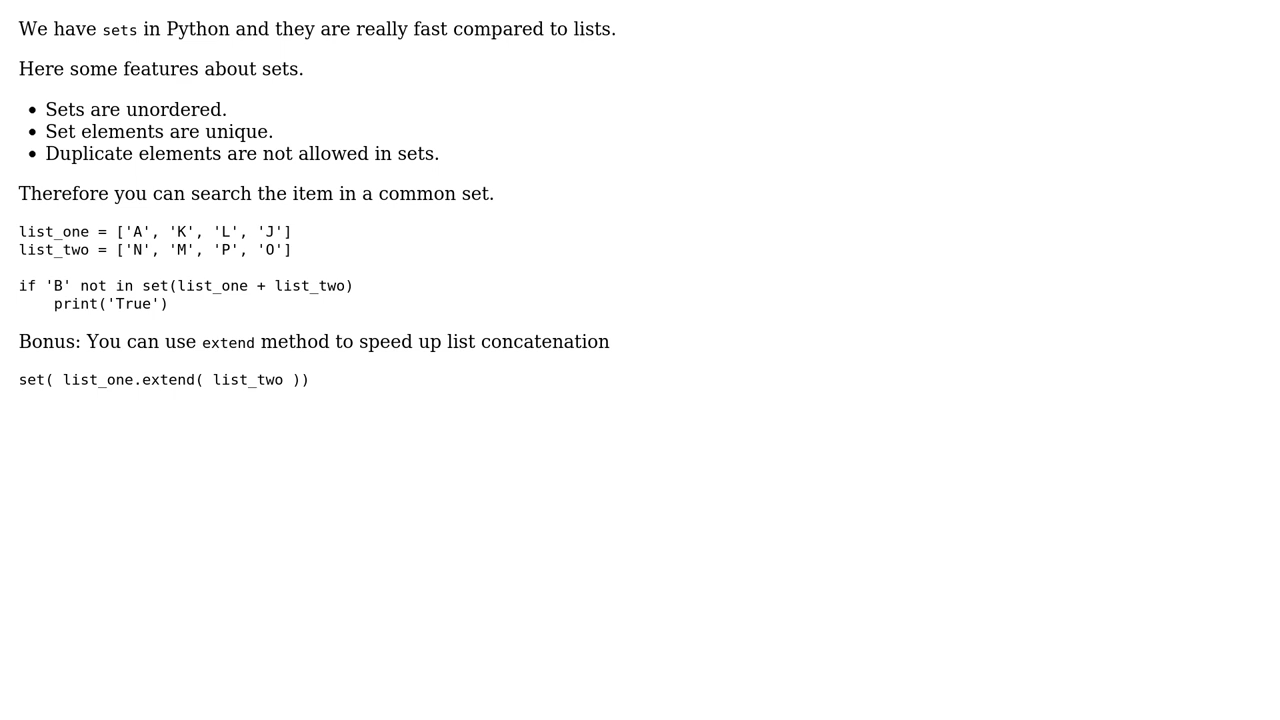 We have sets in Python and they are really fast compared to lists.
Here some features about sets.
• Sets are unordered.
• Set elements are unique.
• Duplicate elements are not allowed in sets.
Therefore you can search the item in a common set.
list_one = ['A', 'K', 'L', 'J']
list_two = ['N', 'M', 'P', 'O']
if 'B' not in set(list_one + list_two)
    print('True')
Bonus: You can use extend method to speed up list concatenation
set( list_one.extend( list_two ))